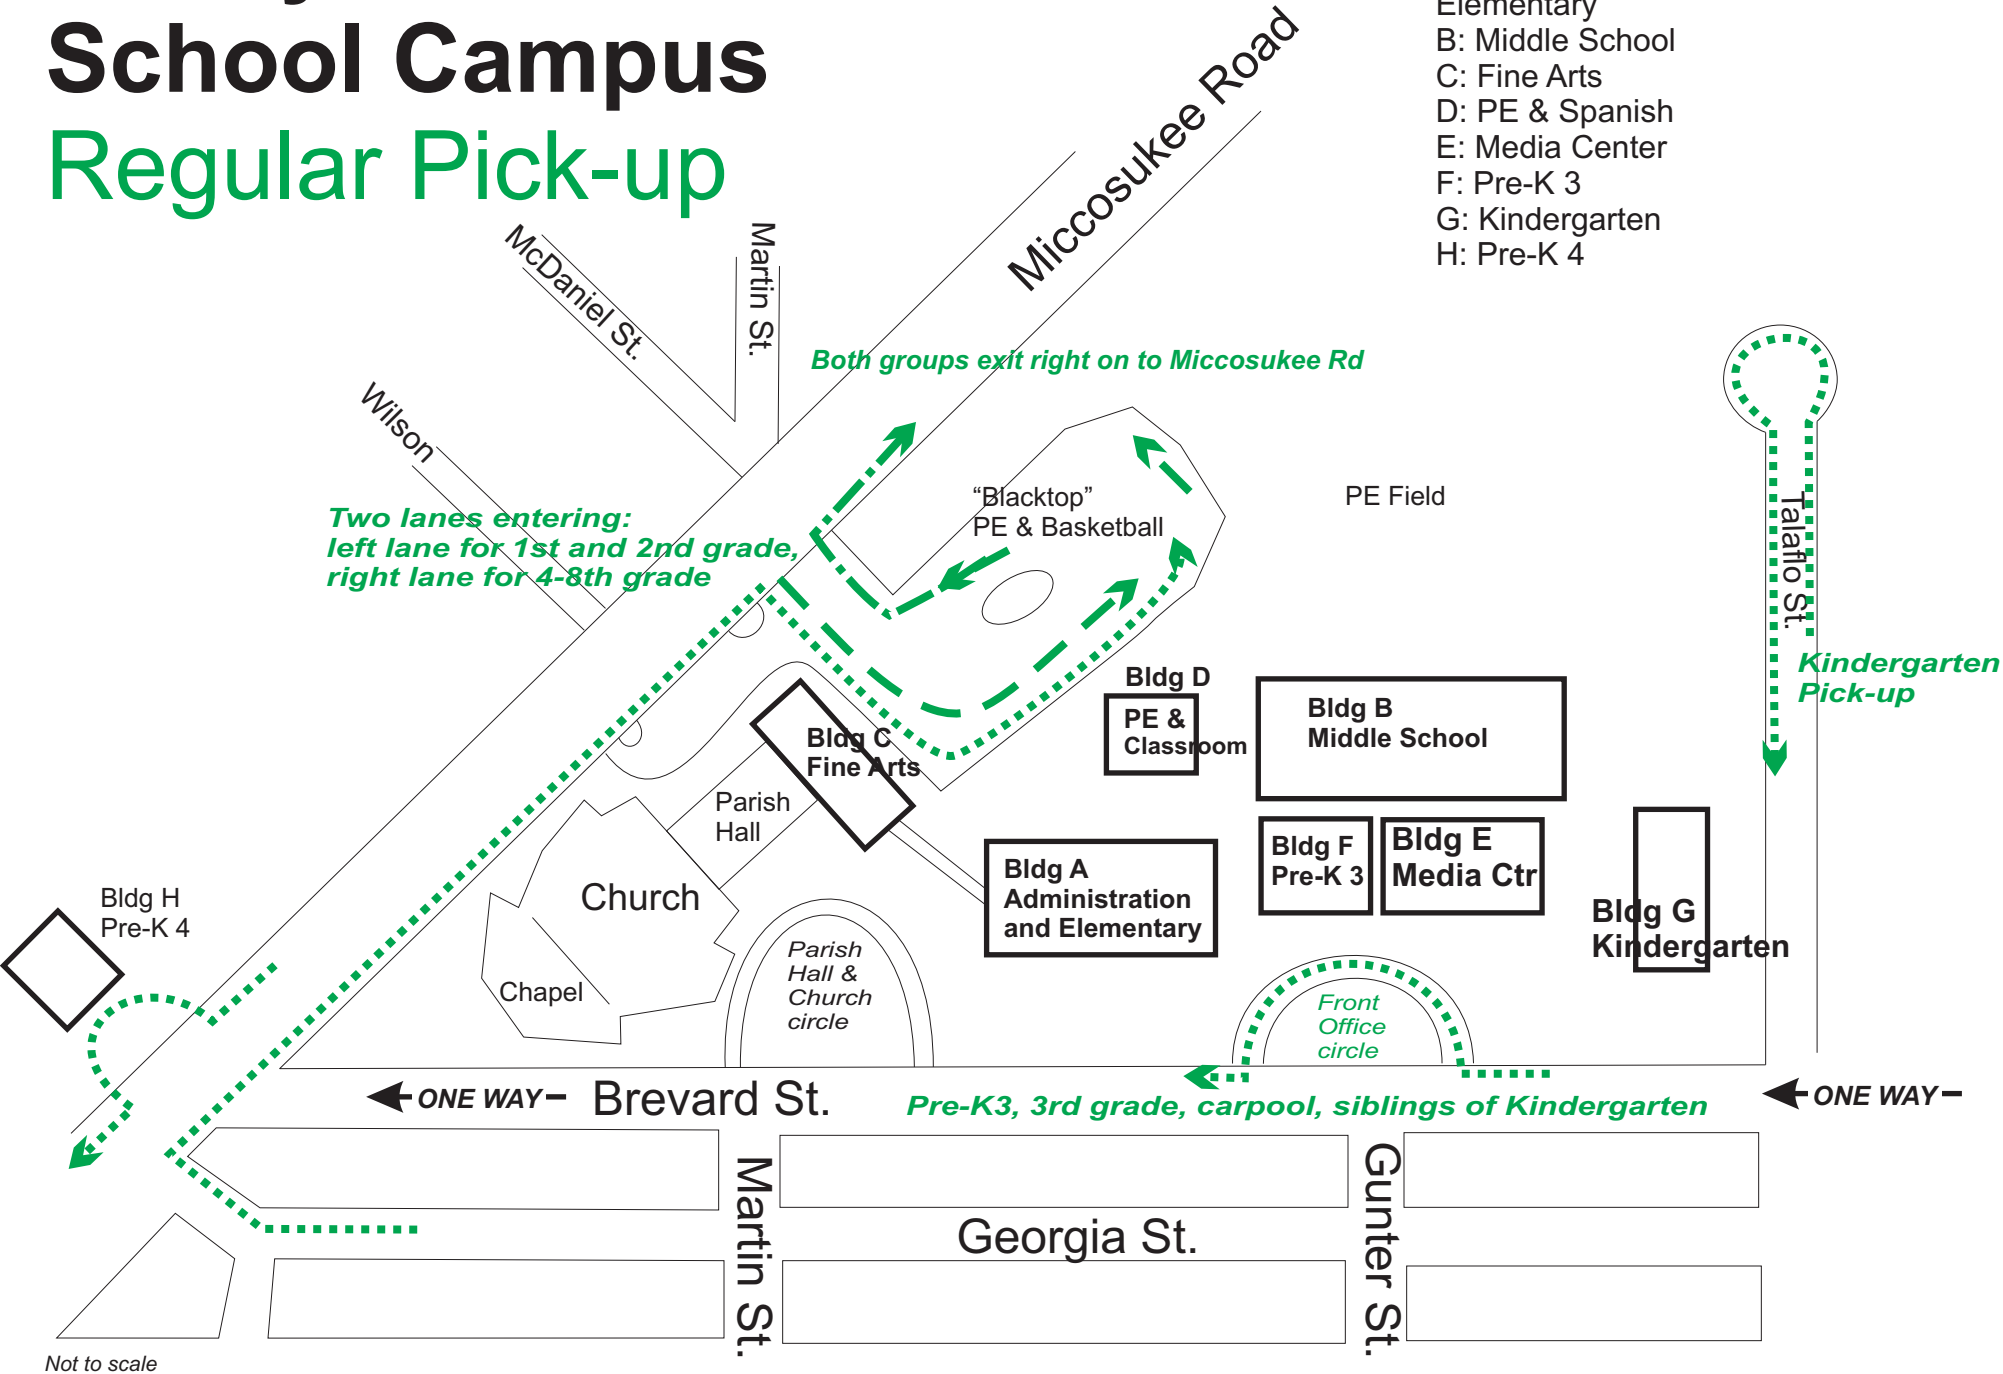 School Campus
Regular Pick-up
Elementary
B: Middle School
C: Fine Arts
D: PE & Spanish
E: Media Center
F: Pre-K 3
G: Kindergarten
H: Pre-K 4
Miccosukee Road
McDaniel St.
Martin St.
Wilson
Both groups exit right on to Miccosukee Rd
Two lanes entering:
left lane for 1st and 2nd grade,
right lane for 4-8th grade
“Blacktop”
PE & Basketball
PE Field
Talaflo St.
Kindergarten
Pick-up
Bldg D
PE &
Classroom
Bldg B
Middle School
Bldg C
Fine Arts
Parish
Hall
Church
Chapel
Parish
Hall &
Church
circle
Bldg A
Administration
and Elementary
Bldg F
Pre-K 3
Bldg E
Media Ctr
Bldg G
Kindergarten
Bldg H
Pre-K 4
Front
Office
circle
ONE WAY
Brevard St.
Pre-K3, 3rd grade, carpool, siblings of Kindergarten
ONE WAY
Martin St.
Georgia St.
Gunter St.
Not to scale